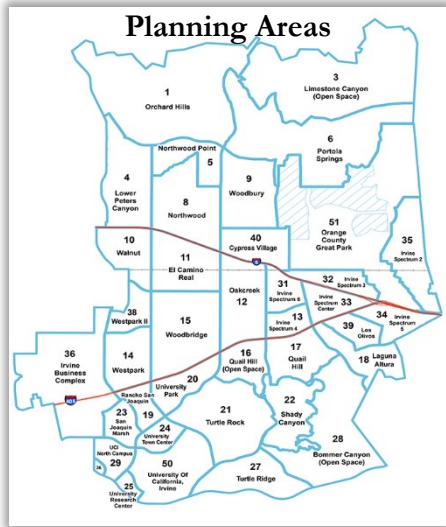 Planning Areas
1
Orchard Hills
3
Limestone Canyon
(Open Space)
6
Portola
Springs
Northwood Point
5
4
Lower
Peters
Canyon
8
Northwood
9
Woodbury
51
Orange
County
Great Park
35
Irvine
Spectrum 2
10
Walnut
11
El Camino
Real
40
Cypress Village
5
Oakcreek
12
31
Irvine
Spectrum 6
32
Irvine
Spectrum 3
Irvine
Spectrum
Center
33
34
Irvine
Spectrum
5
13
Irvine
Spectrum 4
39
Los
Olivos
38
Westpark II
15
Woodbridge
14
Westpark
16
Quail Hill
(Open Space)
17
Quail
Hill
18
Laguna
Altura
36
Irvine
Business
Complex
405
Rancho San
Joaquin
19
20
University
Park
23
San
Joaquin
Marsh
24
University
Town Center
21
Turtle Rock
22
Shady
Canyon
28
Bommer Canyon
(Open Space)
UCI
North Campus
29
25
University
Research
Center
50
University Of
California,
Irvine
27
Turtle Ridge